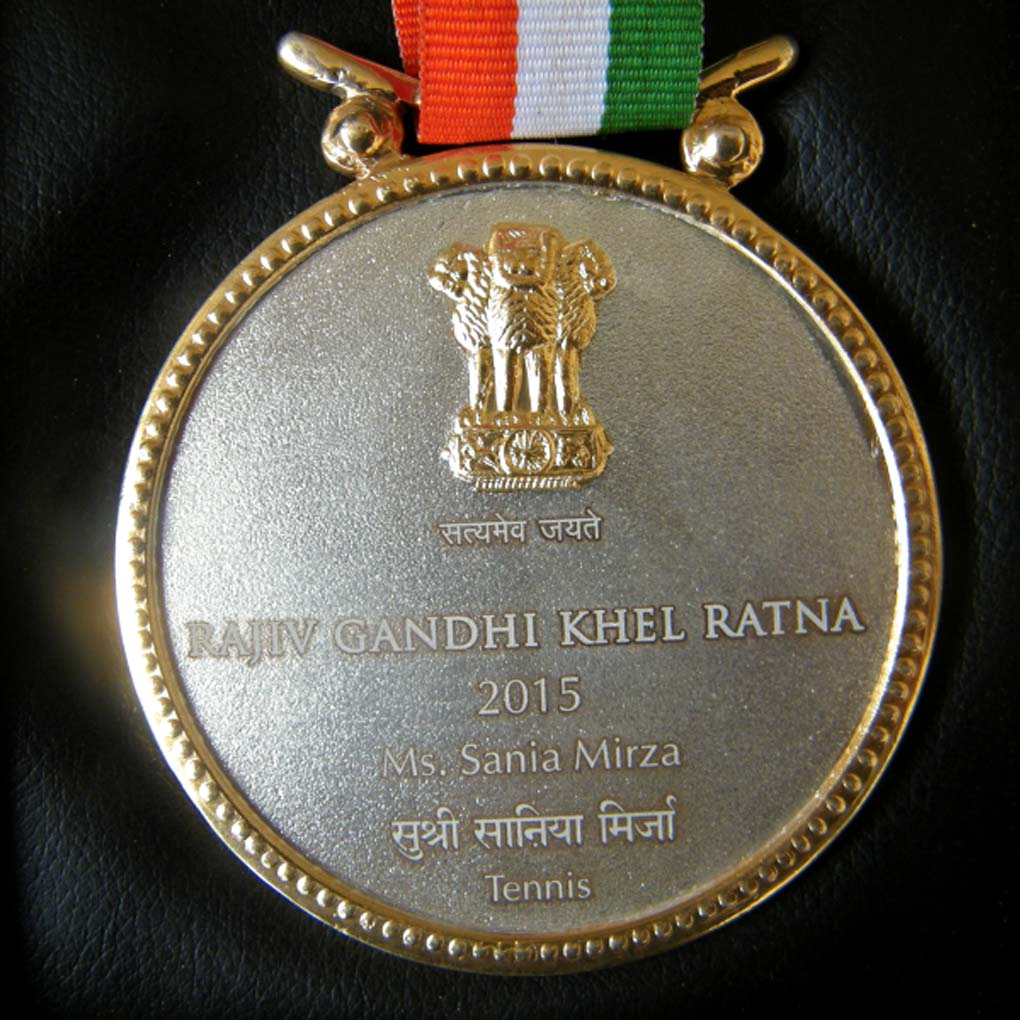 सत्यमेव जयते
RAJIV GANDHI KHEL RATNA
2015
Ms. Sania Mirza
सुश्री सानिया मिर्जा
Tennis